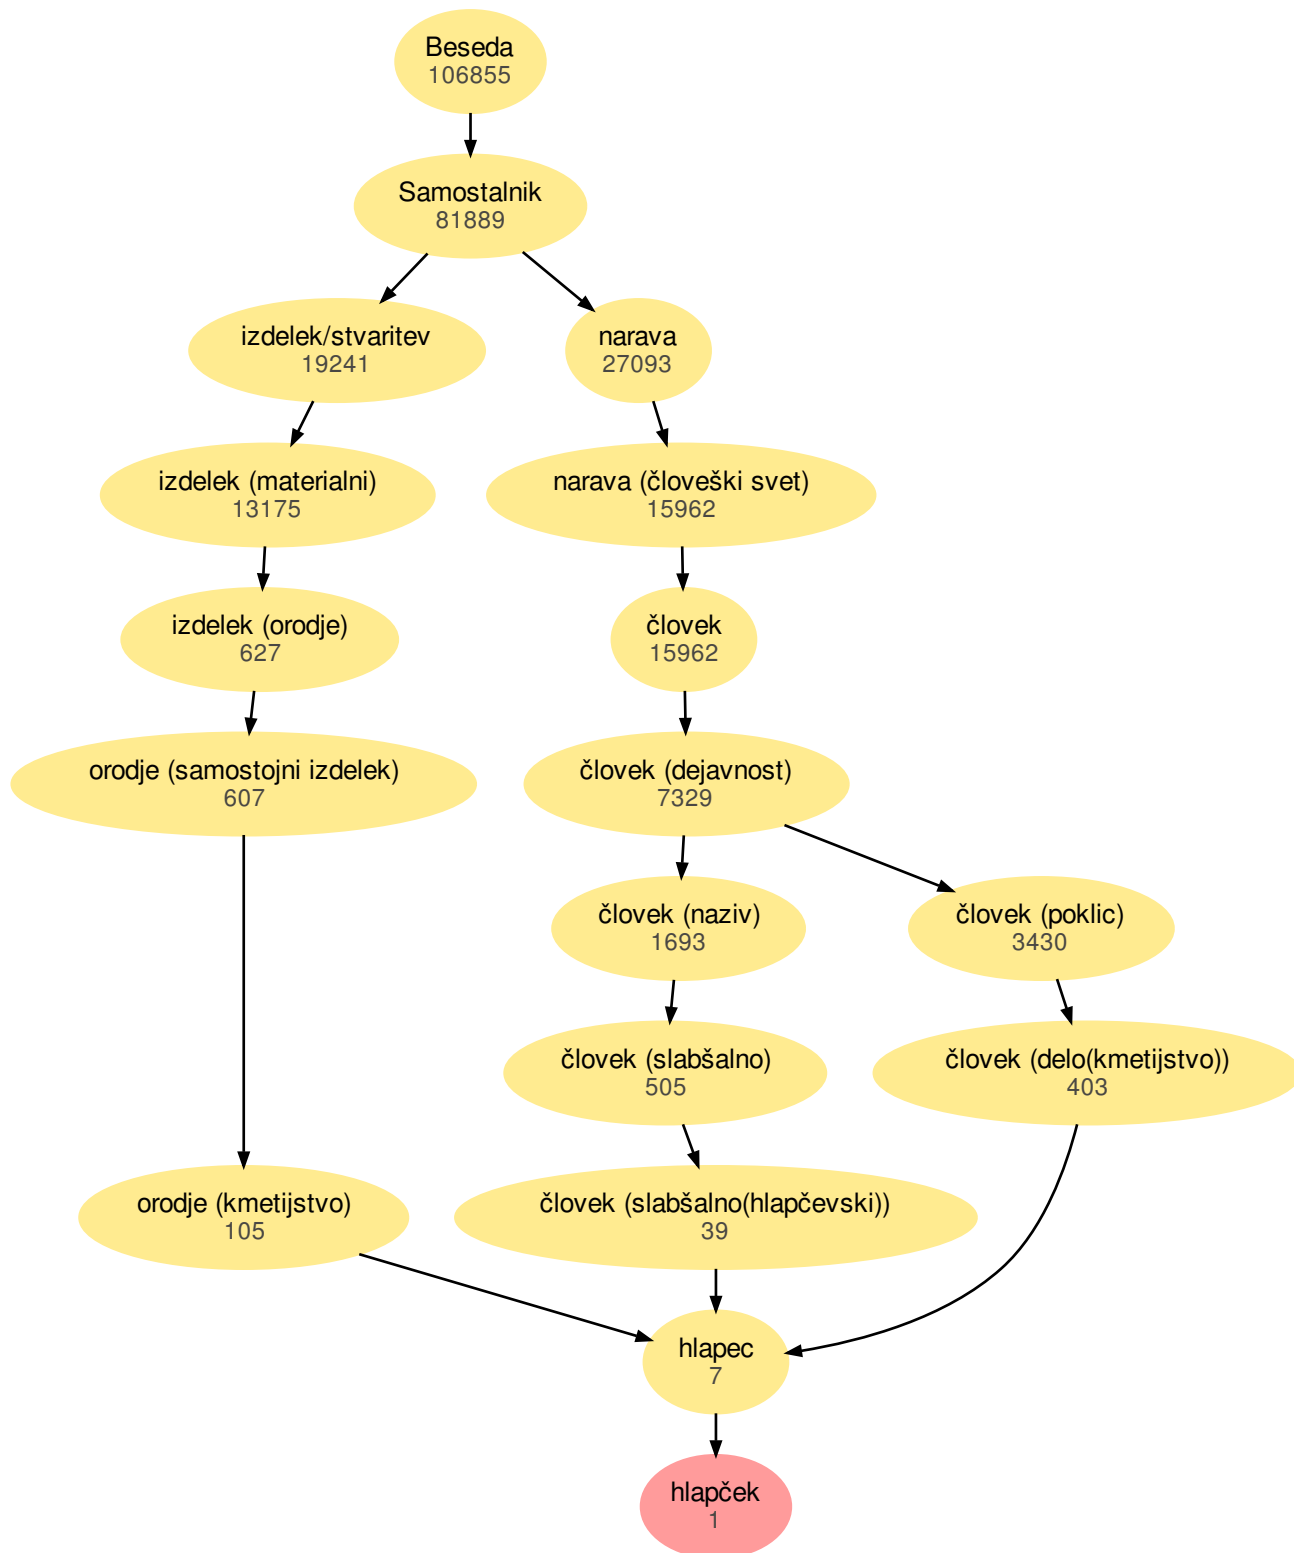 Beseda
106855
Samostalnik
81889
izdelek/stvaritev
19241
narava
27093
izdelek (materialni)
13175
narava (človeški svet)
15962
izdelek (orodje)
627
človek
15962
orodje (samostojni izdelek)
607
človek (dejavnost)
7329
človek (naziv)
1693
človek (poklic)
3430
človek (slabšalno)
505
človek (delo(kmetijstvo))
403
orodje (kmetijstvo)
105
človek (slabšalno(hlapčevski))
39
hlapec
7
hlapček
1